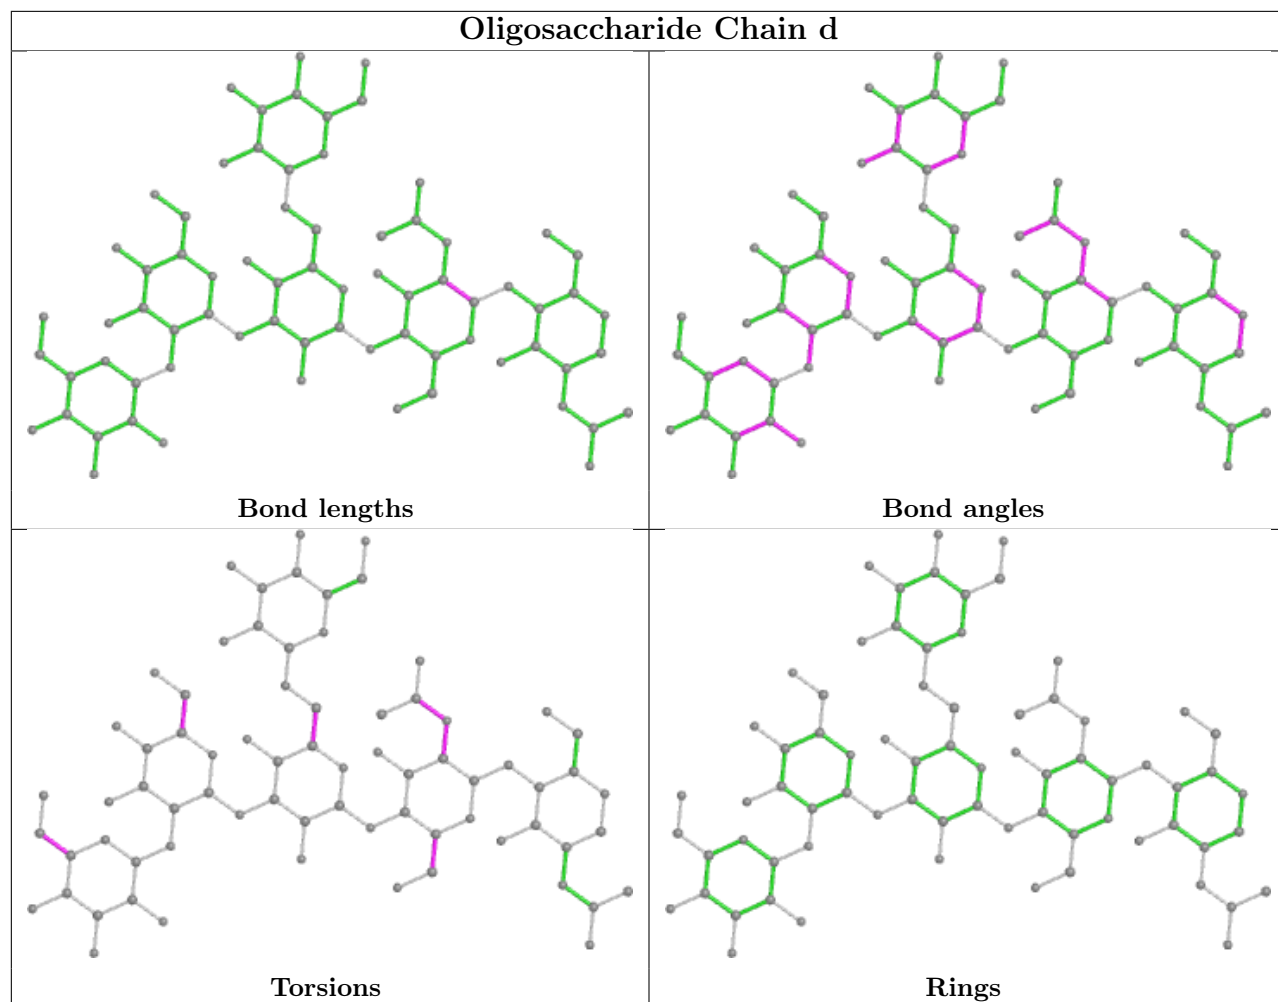 Oligosaccharide Chain d
Bond lengths
Bond angles
Torsions
Rings